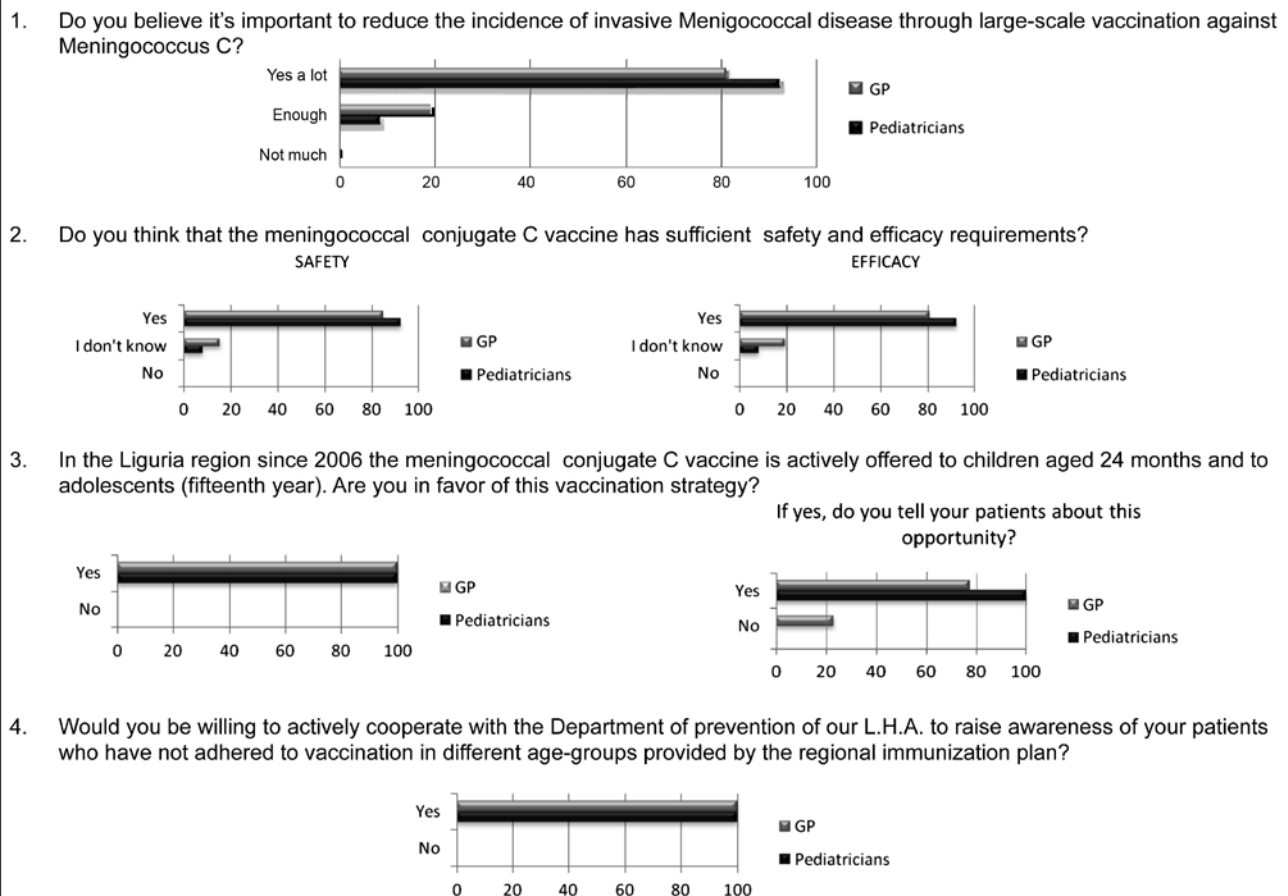 1. Do you believe it's important to reduce the incidence of invasive Menigococcal disease through large-scale vaccination against
Meningococcus C?
Yes a lot
Enough
Not much
0 20 40 60 80 100
GP
Pediatricians
2. Do you think that the meningococcal conjugate C vaccine has sufficient safety and efficacy requirements?
SAFETY
Yes
I don't know
No
0 20 40 60 80 100
GP
Pediatricians
EFFICACY
Yes
I don't know
No
0 20 40 60 80 100
GP
Pediatricians
3. In the Liguria region since 2006 the meningococcal conjugate C vaccine is actively offered to children aged 24 months and to
adolescents (fifteenth year). Are you in favor of this vaccination strategy?
Yes
No
0 20 40 60 80 100
GP
Pediatricians
If yes, do you tell your patients about this
opportunity?
Yes
No
0 20 40 60 80 100
GP
Pediatricians
4. Would you be willing to actively cooperate with the Department of prevention of our L.H.A. to raise awareness of your patients
who have not adhered to vaccination in different age-groups provided by the regional immunization plan?
Yes
No
0 20 40 60 80 100
GP
Pediatricians